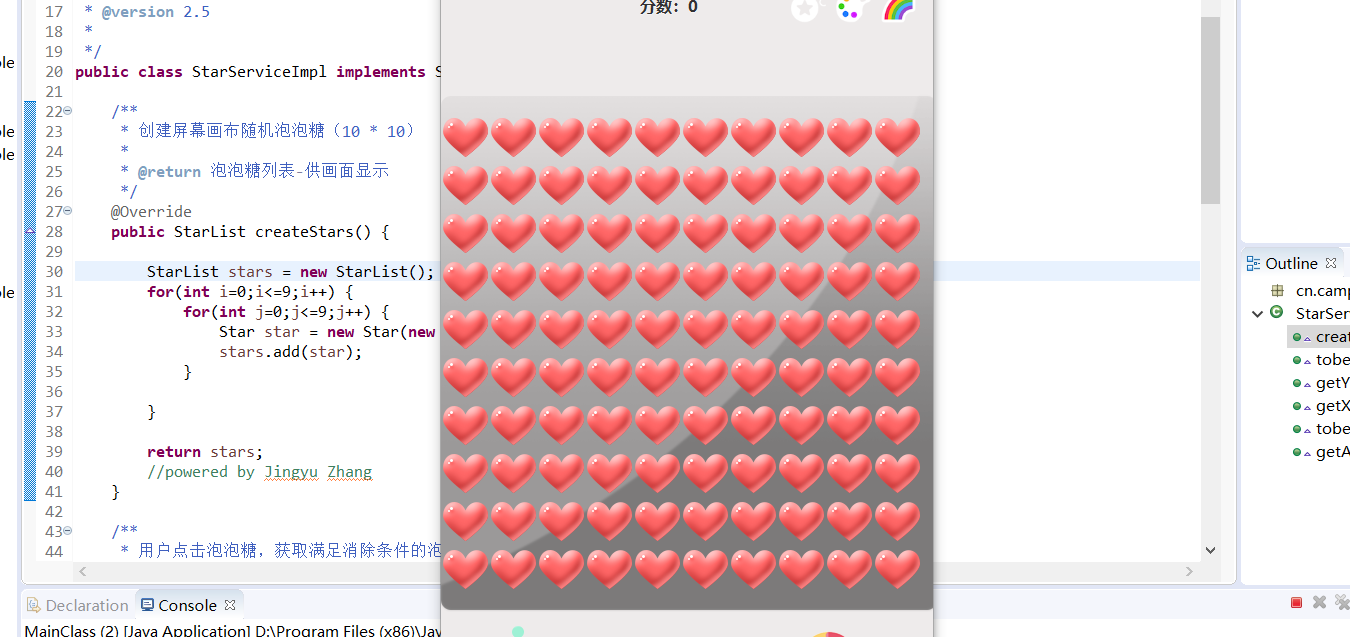 17 * @version 2.5
18 *
19 */
20 public class StarServiceImpl implements S
21
22 /**
23 * 创建屏幕画布随机泡泡糖（10 * 10）
24 *
25 * @return 泡泡糖列表-供画面显示
26 */
27 @Override
28 public StarList createStars() {
29
30 StarList stars = new StarList();
31 for(int i=0;i<=9;i++) {
32 for(int j=0;j<=9;j++) {
33 Star star = new Star(new
34 stars.add(star);
35 }
36
37 }
38
39 return stars;
40 //powered by Jingyu Zhang
41 }
42
43 /**
44 * 用户点击泡泡糖，获取满足消除条件的泡
分数：0
ole
ole
ole
ole
Outline
cn.camp
StarSer
creat
tobe
getY
getX
tobe
getA
Declaration
Console
MainClass (2) [Java Application] D:\Program Files (x86)\Jav